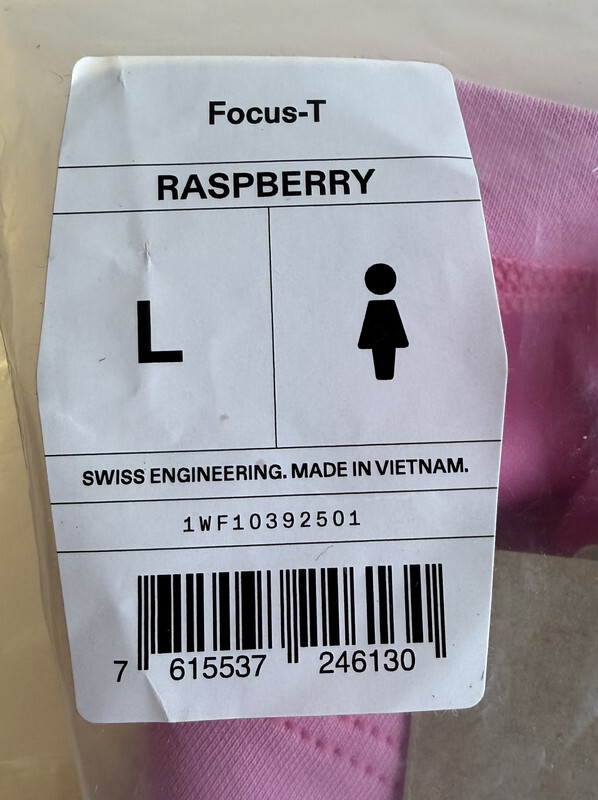 Focus-T
RASPBERRY
L
SWISS ENGINEERING. MADE IN VIETNAM.
1WF10392501
7 615537 246130